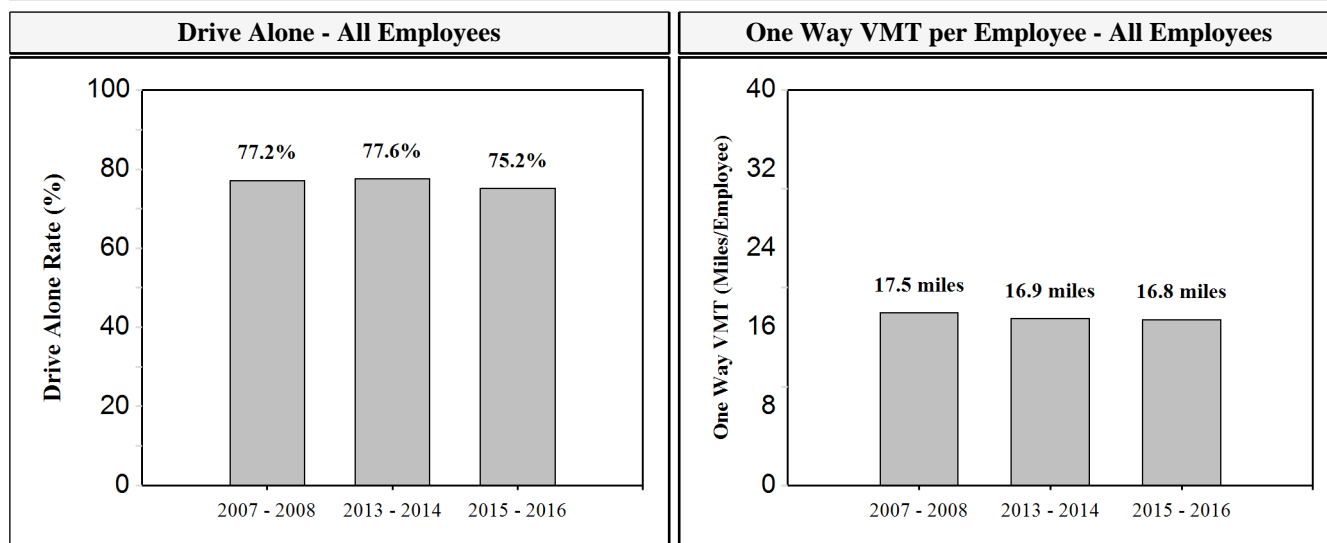 Drive Alone - All Employees
One Way VMT per Employee - All Employees
Drive Alone Rate (%)
100
80
60
40
20
0
77.2%
77.6%
75.2%
2007 - 2008
2013 - 2014
2015 - 2016
One Way VMT (Miles/Employee)
40
32
24
16
8
0
17.5 miles
16.9 miles
16.8 miles
2007 - 2008
2013 - 2014
2015 - 2016